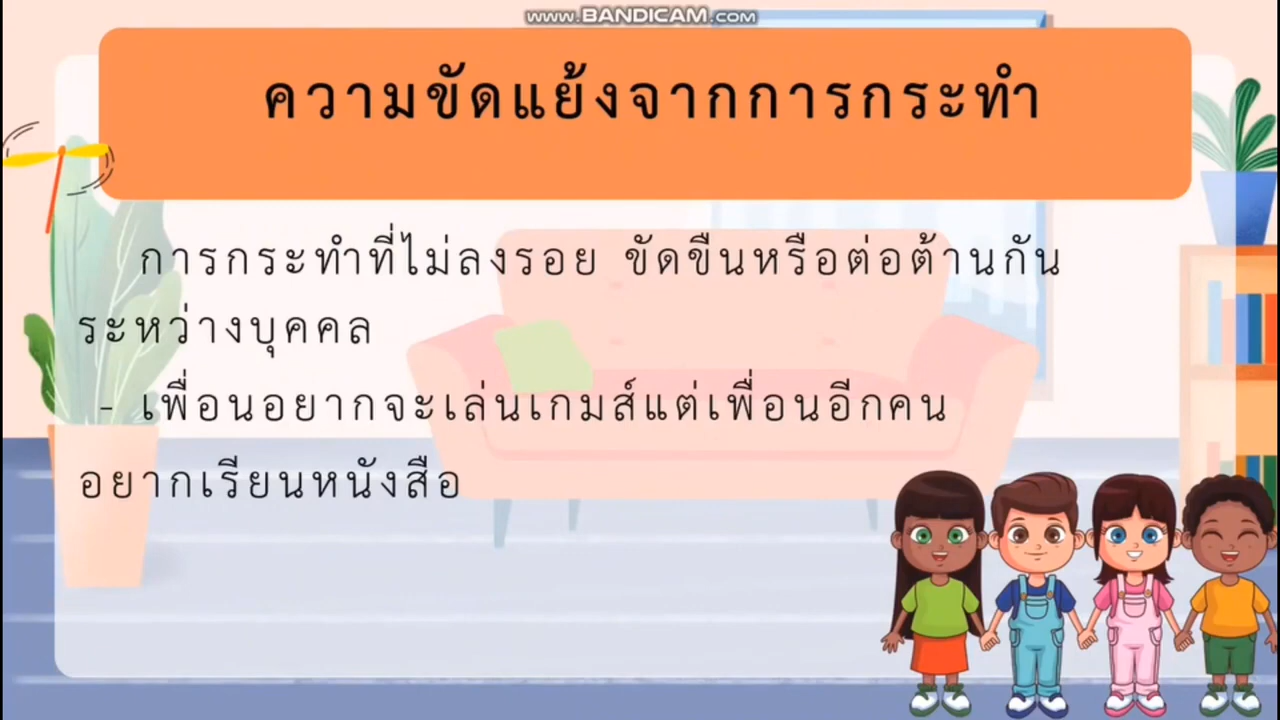 www.BANDICAM.com
ความขัดแย้งจากการกระทำ
การกระทำที่ไม่ลงรอย ขัดขืนหรือต่อต้านกัน
ระหว่างบุคคล
- เพื่อนอยากจะเล่นเกมส์แต่เพื่อนอีกคน
อยากเรียนหนังสือ